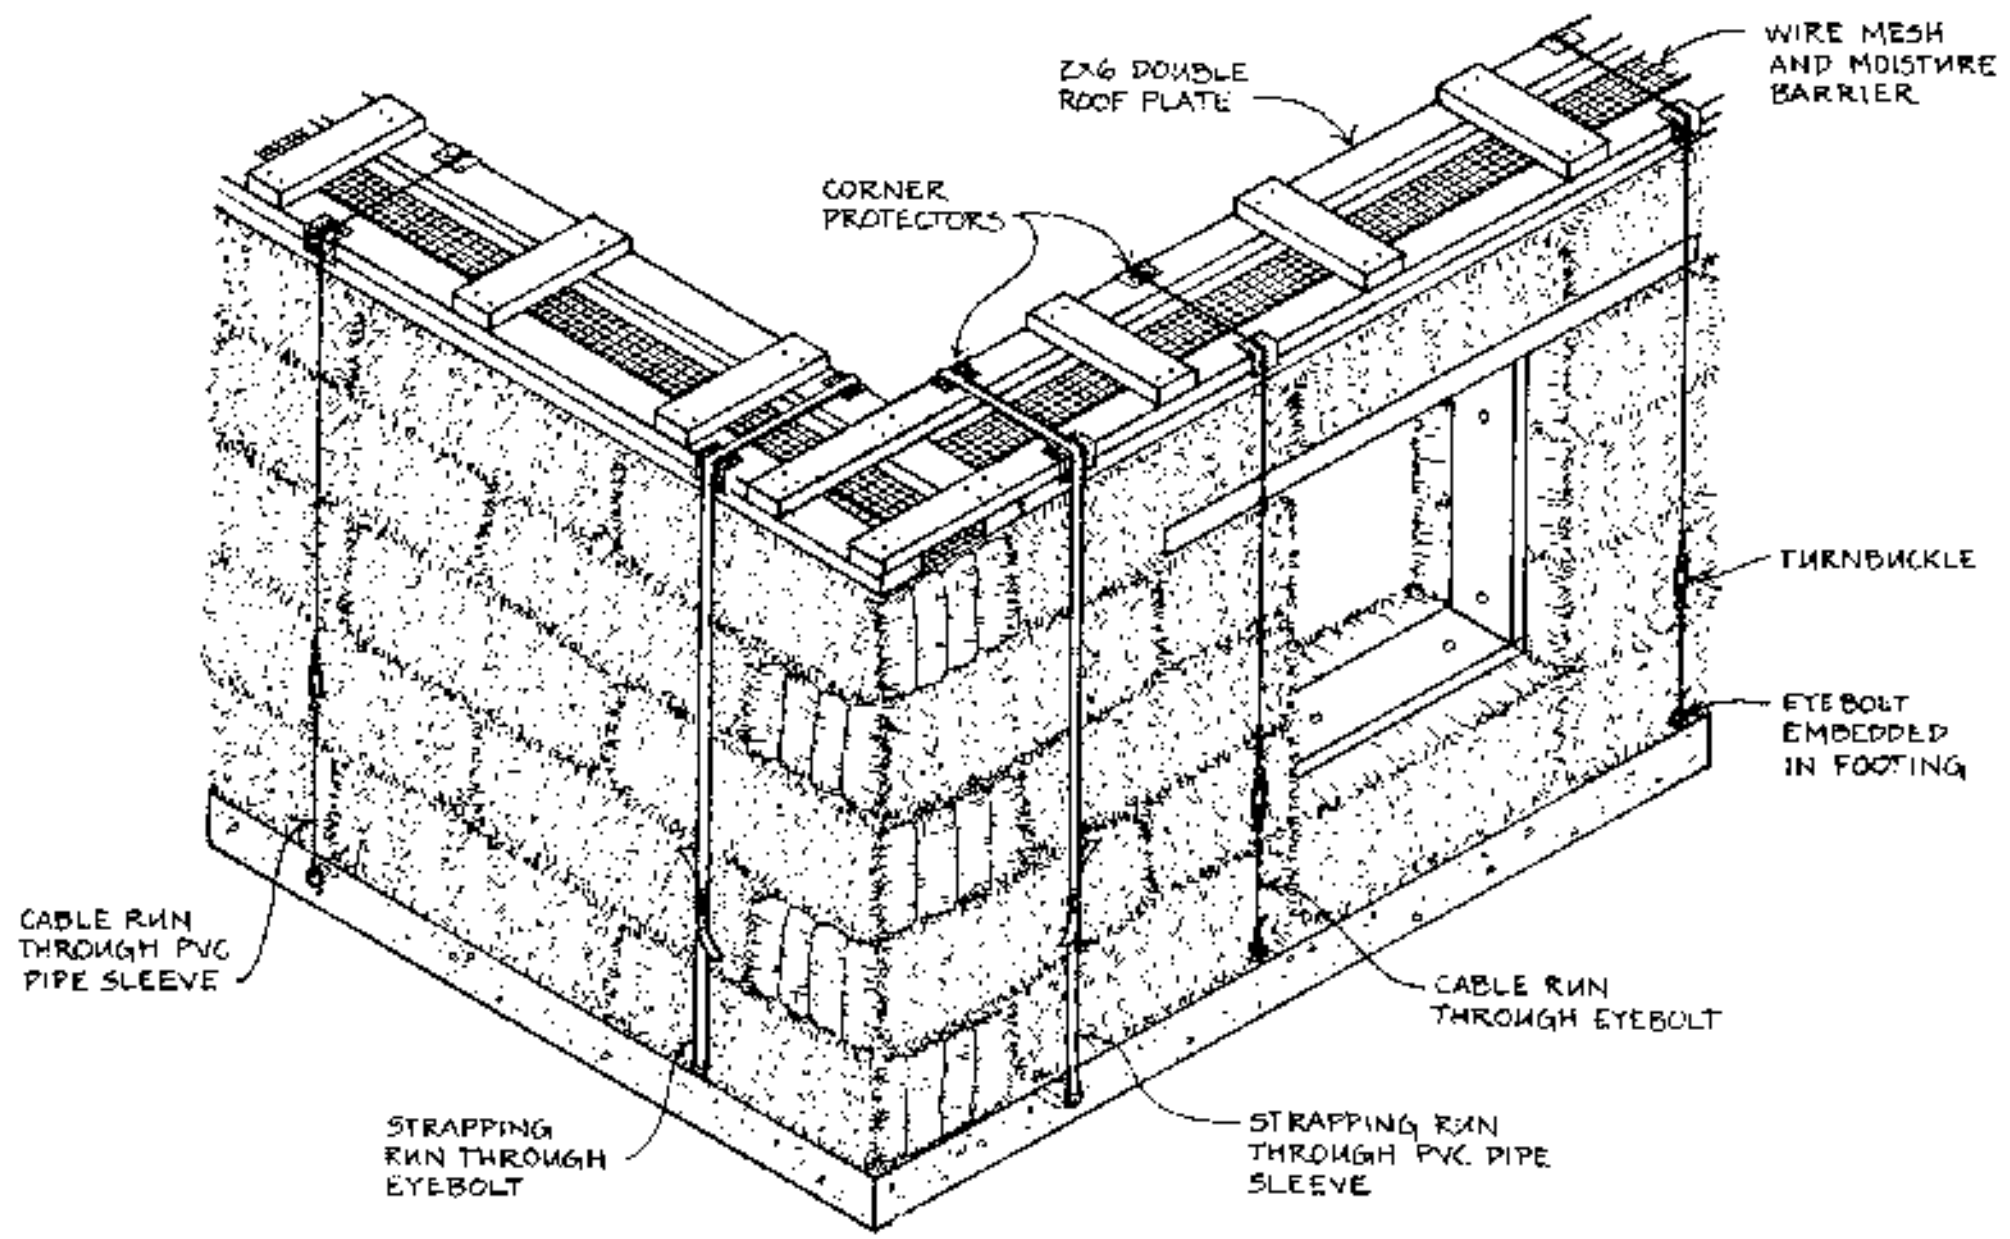 WIRE MESH
AND MOISTURE
BARRIER
2x6 DOUBLE
ROOF PLATE
CORNER
PROTECTORS
TURNBUCKLE
EYEBOLT
EMBEDDED
IN FOOTING
CABLE RUN
THROUGH PVC
PIPE SLEEVE
CABLE RUN
THROUGH EYEBOLT
STRAPPING
RUN THROUGH
EYEBOLT
STRAPPING RUN
THROUGH PVC PIPE
SLEEVE